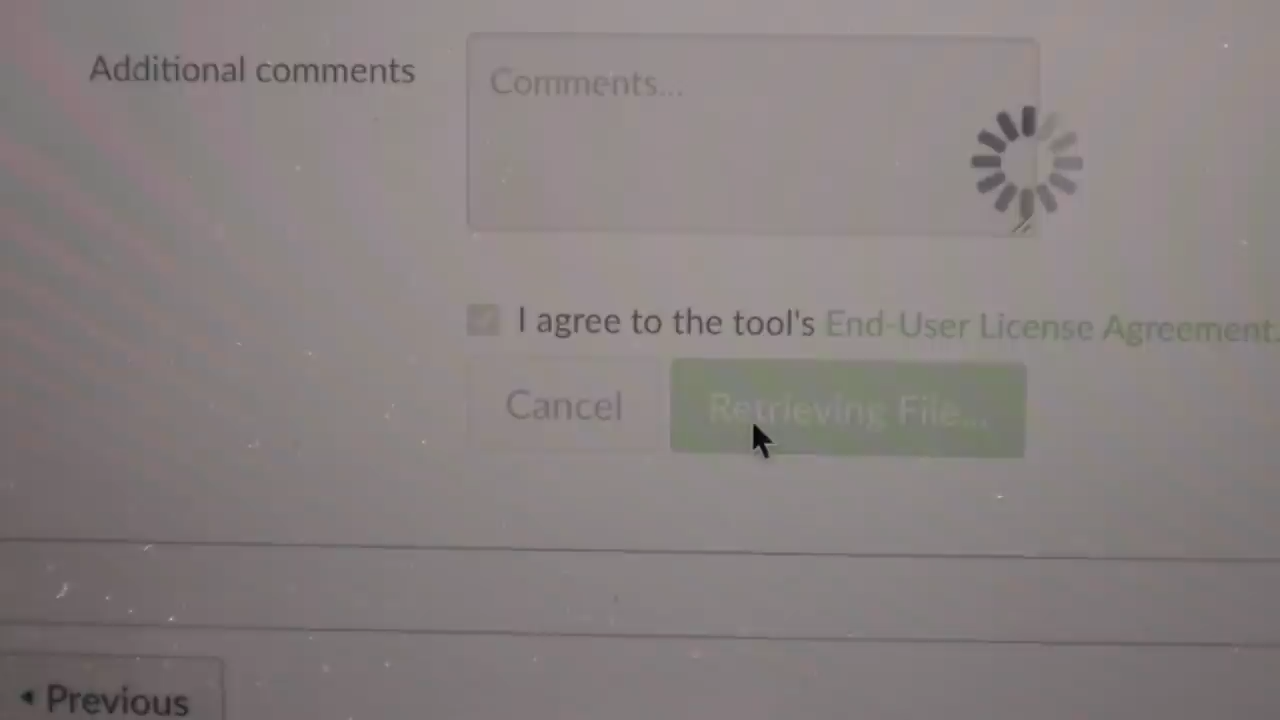 Additional comments
Comments...
I agree to the tool's End-User License Agreement.
Cancel
Retrieving File...
Previous